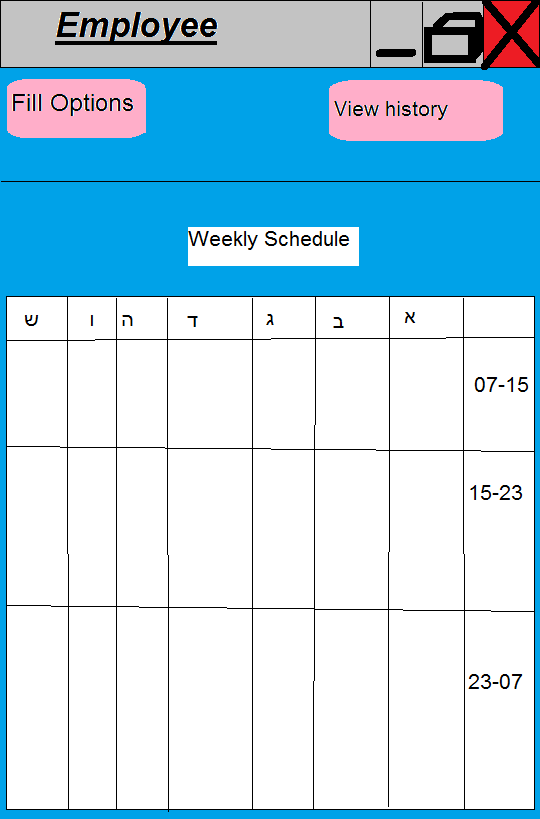 Employee
Fill Options
View history
Weekly Schedule
א ב ג ד ה ו ש
07-15
15-23
23-07